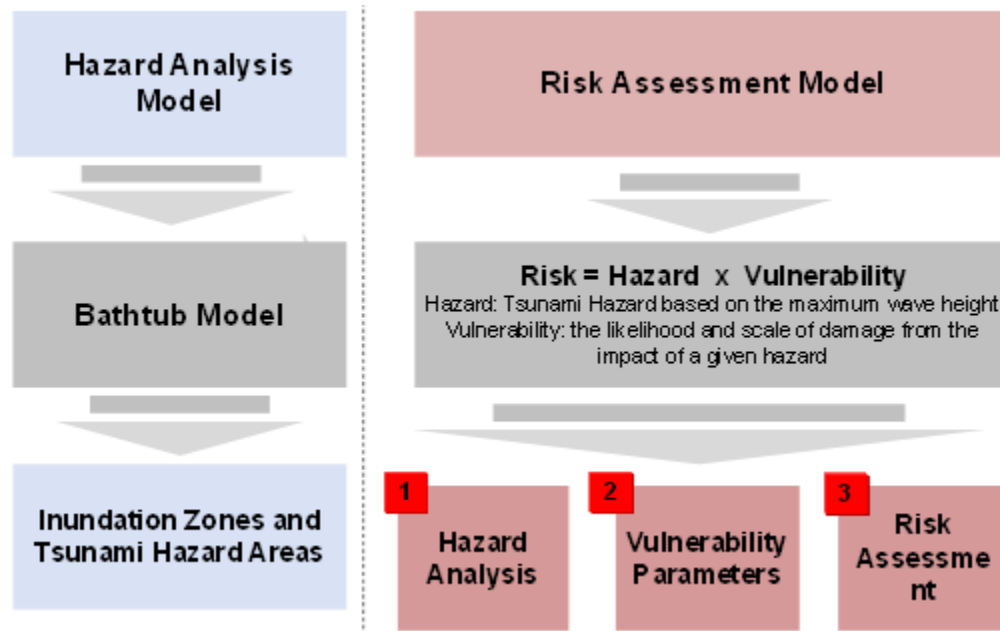 Hazard Analysis
Model
Bathtub Model
Inundation Zones and
Tsunami Hazard Areas
Risk Assessment Model
Risk = Hazard x Vulnerability
Hazard: Tsunami Hazard based on the maximum wave height
Vulnerability: the likelihood and scale of damage from the
impact of a given hazard
1
Hazard
Analysis
2
Vulnerability
Parameters
3
Risk
Assessme
nt